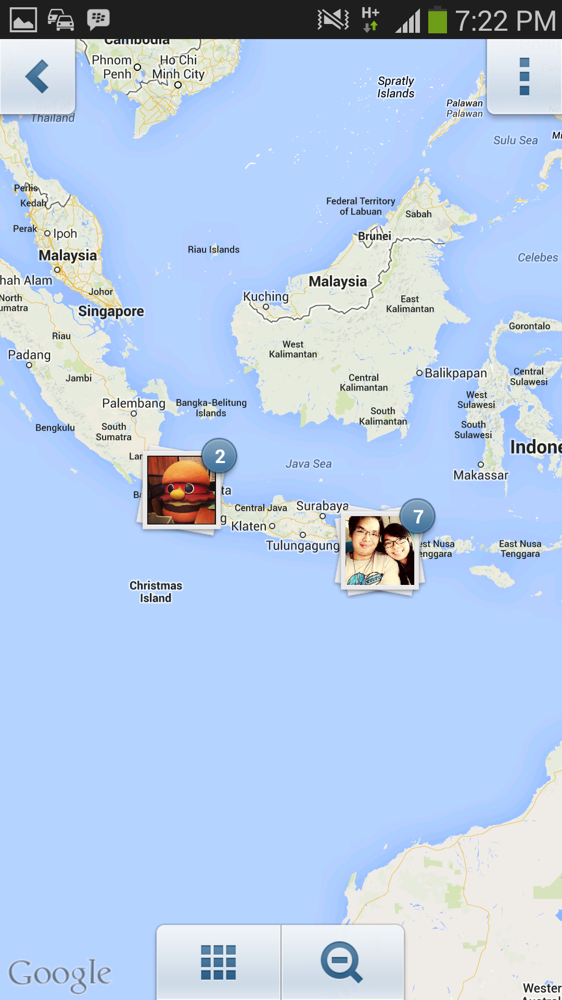 H+
7:22 PM
Cambodia
Phnom
Penh
Ho Chi
Minh City
Spratly
Islands
Palawan
Palawan
Gulf of
Thailand
Sulu Sea
Perlis
Kedah
Federal Territory
of Labuan
Sabah
Perak
Ipoh
Brunei
Riau Islands
Malaysia
Celebes
hah Alam
Malaysia
Johor
North
umatra
Kuching
East
Kalimantan
Singapore
Gorontalo
Riau
West
Kalimantan
Padang
Jambi
Balikpapan
Central
Sulawesi
Central
Kalimantan
West
Sulawesi
Palembang
Bangka-Belitung
Islands
South
Kalimantan
Bengkulu
South
Sumatra
South
Sulawesi
Indone
Lar
2
Java Sea
Makassar
Ba
ta
Central Java
Surabaya
g
Klaten
7
Tulungagung
est Nusa
enggara
East Nusa
Tenggara
Christmas
Island
Google
Wester
Austral